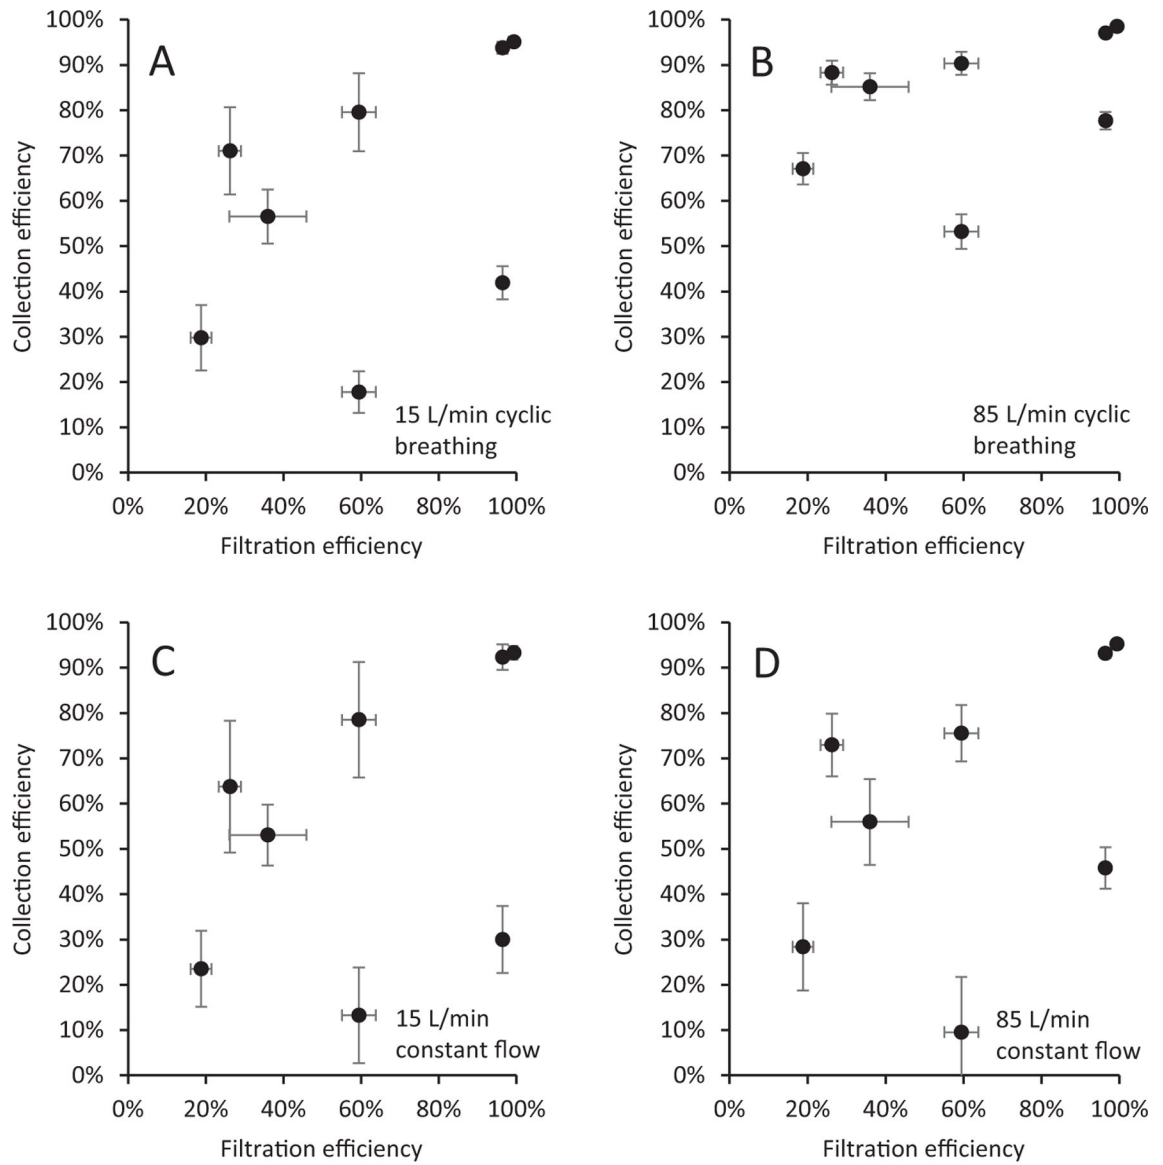 A
100%
90%
80%
70%
60%
50%
40%
30%
20%
10%
0%
Collection efficiency
15 L/min cyclic
breathing
0% 20% 40% 60% 80% 100%
Filtration efficiency
B
100%
90%
80%
70%
60%
50%
40%
30%
20%
10%
0%
Collection efficiency
85 L/min cyclic
breathing
0% 20% 40% 60% 80% 100%
Filtration efficiency
C
100%
90%
80%
70%
60%
50%
40%
30%
20%
10%
0%
Collection efficiency
15 L/min
constant flow
0% 20% 40% 60% 80% 100%
Filtration efficiency
D
100%
90%
80%
70%
60%
50%
40%
30%
20%
10%
0%
Collection efficiency
85 L/min
constant flow
0% 20% 40% 60% 80% 100%
Filtration efficiency